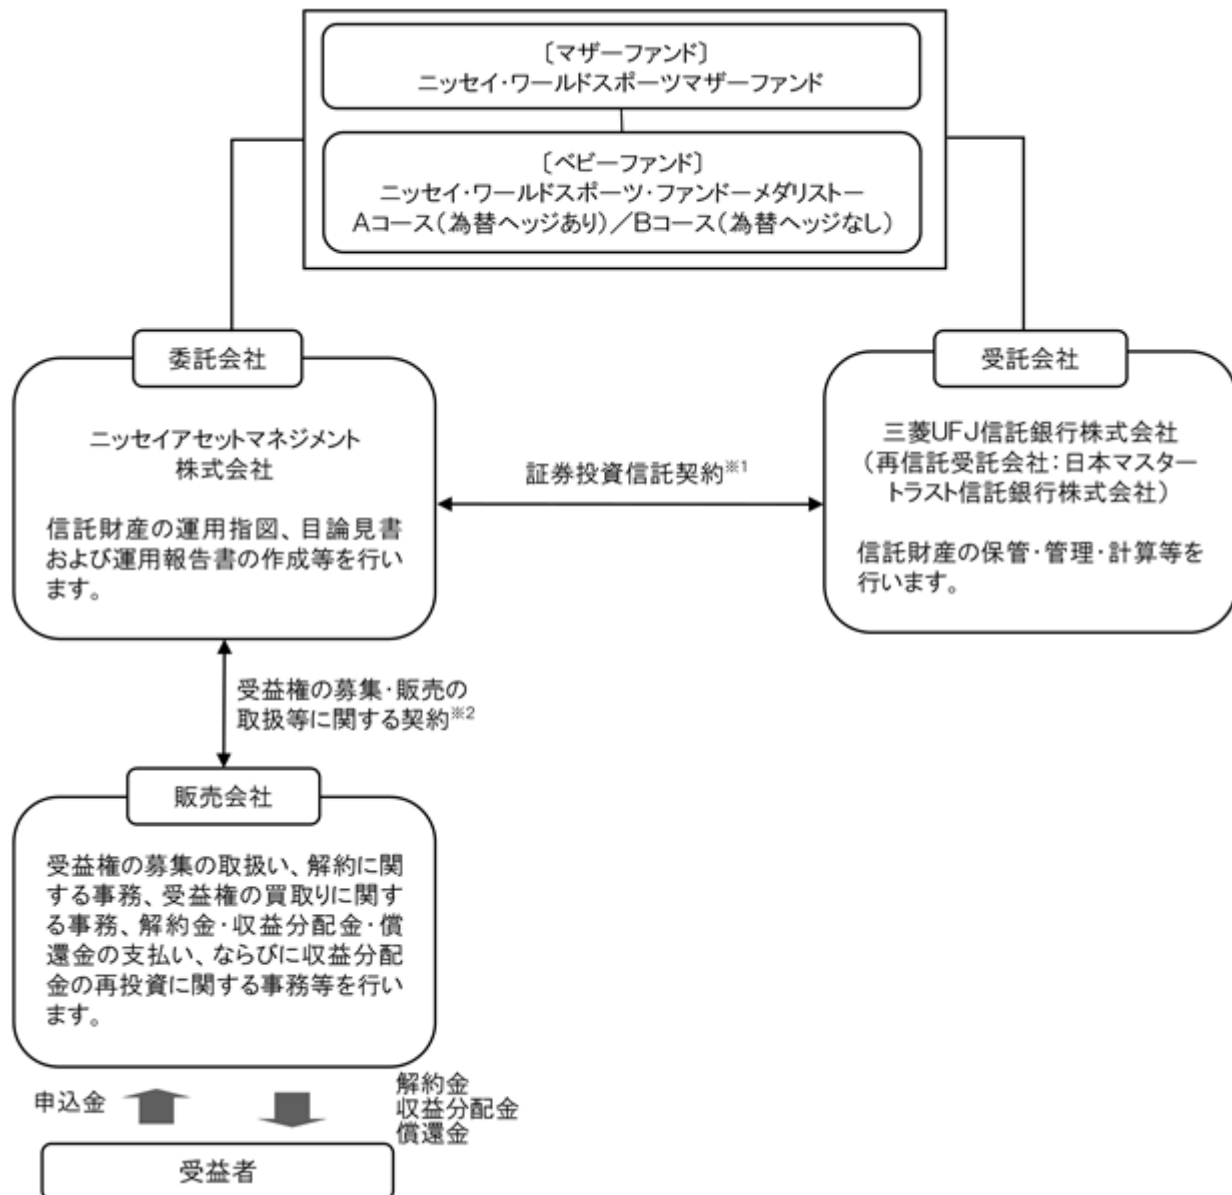 〔マザーファンド〕
ニッセイ・ワールドスポーツマザーファンド
〔ベビーファンド〕
ニッセイ・ワールドスポーツ・ファンドーメダリストー
Aコース（為替ヘッジあり）／Bコース（為替ヘッジなし）
委託会社
ニッセイアセットマネジメント
株式会社
信託財産の運用指図、目論見書
および運用報告書の作成等を行い
ます。
証券投資信託契約※1
受託会社
三菱UFJ信託銀行株式会社
（再信託受託会社：日本マスター
トラスト信託銀行株式会社）
信託財産の保管・管理・計算等を
行います。
受益権の募集・販売の
取扱等に関する契約※2
販売会社
受益権の募集の取扱い、解約に関
する事務、受益権の買取りに関す
る事務、解約金・収益分配金・償
還金の支払い、ならびに収益分配
金の再投資に関する事務等を行い
ます。
申込金
解約金
収益分配金
償還金
受益者